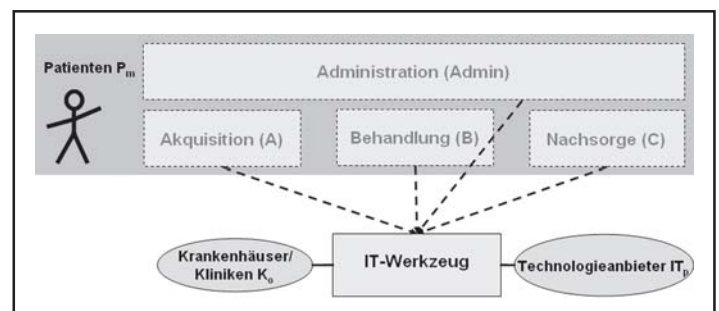 Patienten Pm
Administration (Admin)
Akquisition (A)
Behandlung (B)
Nachsorge (C)
Krankenhäuser/
Kliniken Ko
IT-Werkzeug
Technologieanbieter ITp